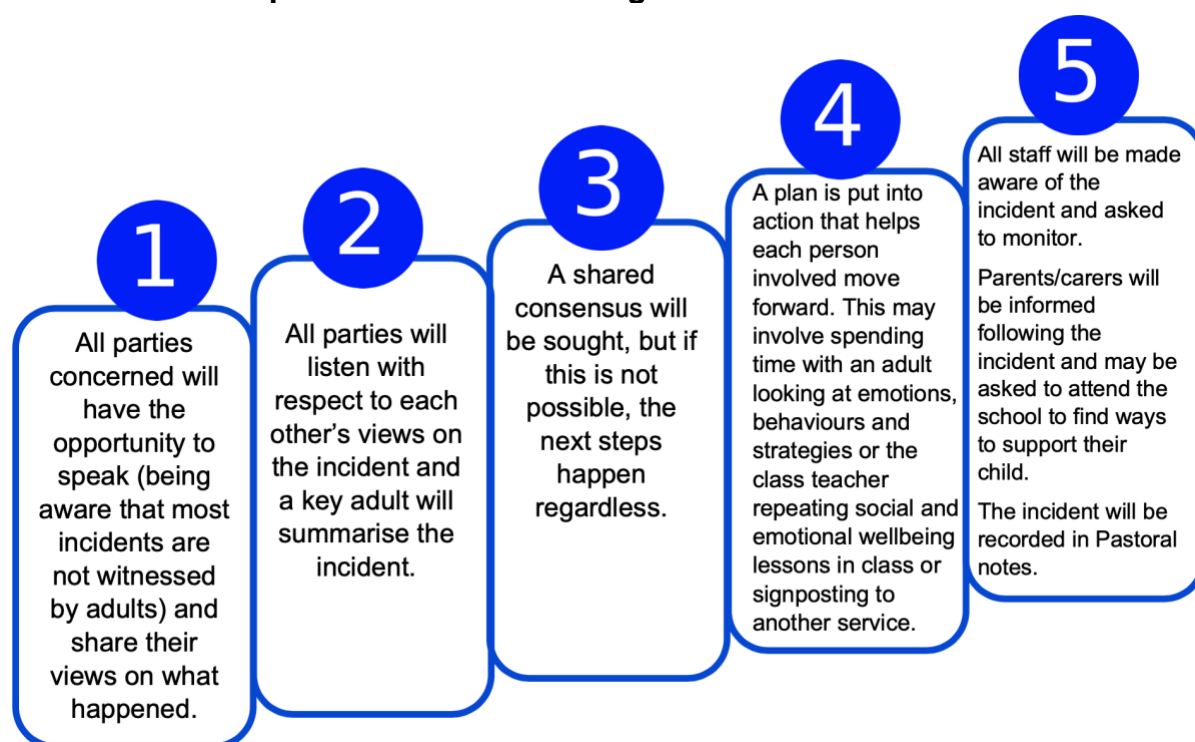 1
All parties
concerned will
have the
opportunity to
speak (being
aware that most
incidents are
not witnessed
by adults) and
share their
views on what
happened.
2
All parties will
listen with
respect to each
other’s views on
the incident and
a key adult will
summarise the
incident.
3
A shared
consensus will
be sought, but if
this is not
possible, the
next steps
happen
regardless.
4
A plan is put into
action that helps
each person
involved move
forward. This may
involve spending
time with an adult
looking at emotions,
behaviours and
strategies or the
class teacher
repeating social and
emotional wellbeing
lessons in class or
signposting to
another service.
5
All staff will be made
aware of the
incident and asked
to monitor.
Parents/carers will
be informed
following the
incident and may be
asked to attend the
school to find ways
to support their
child.
The incident will be
recorded in Pastoral
notes.